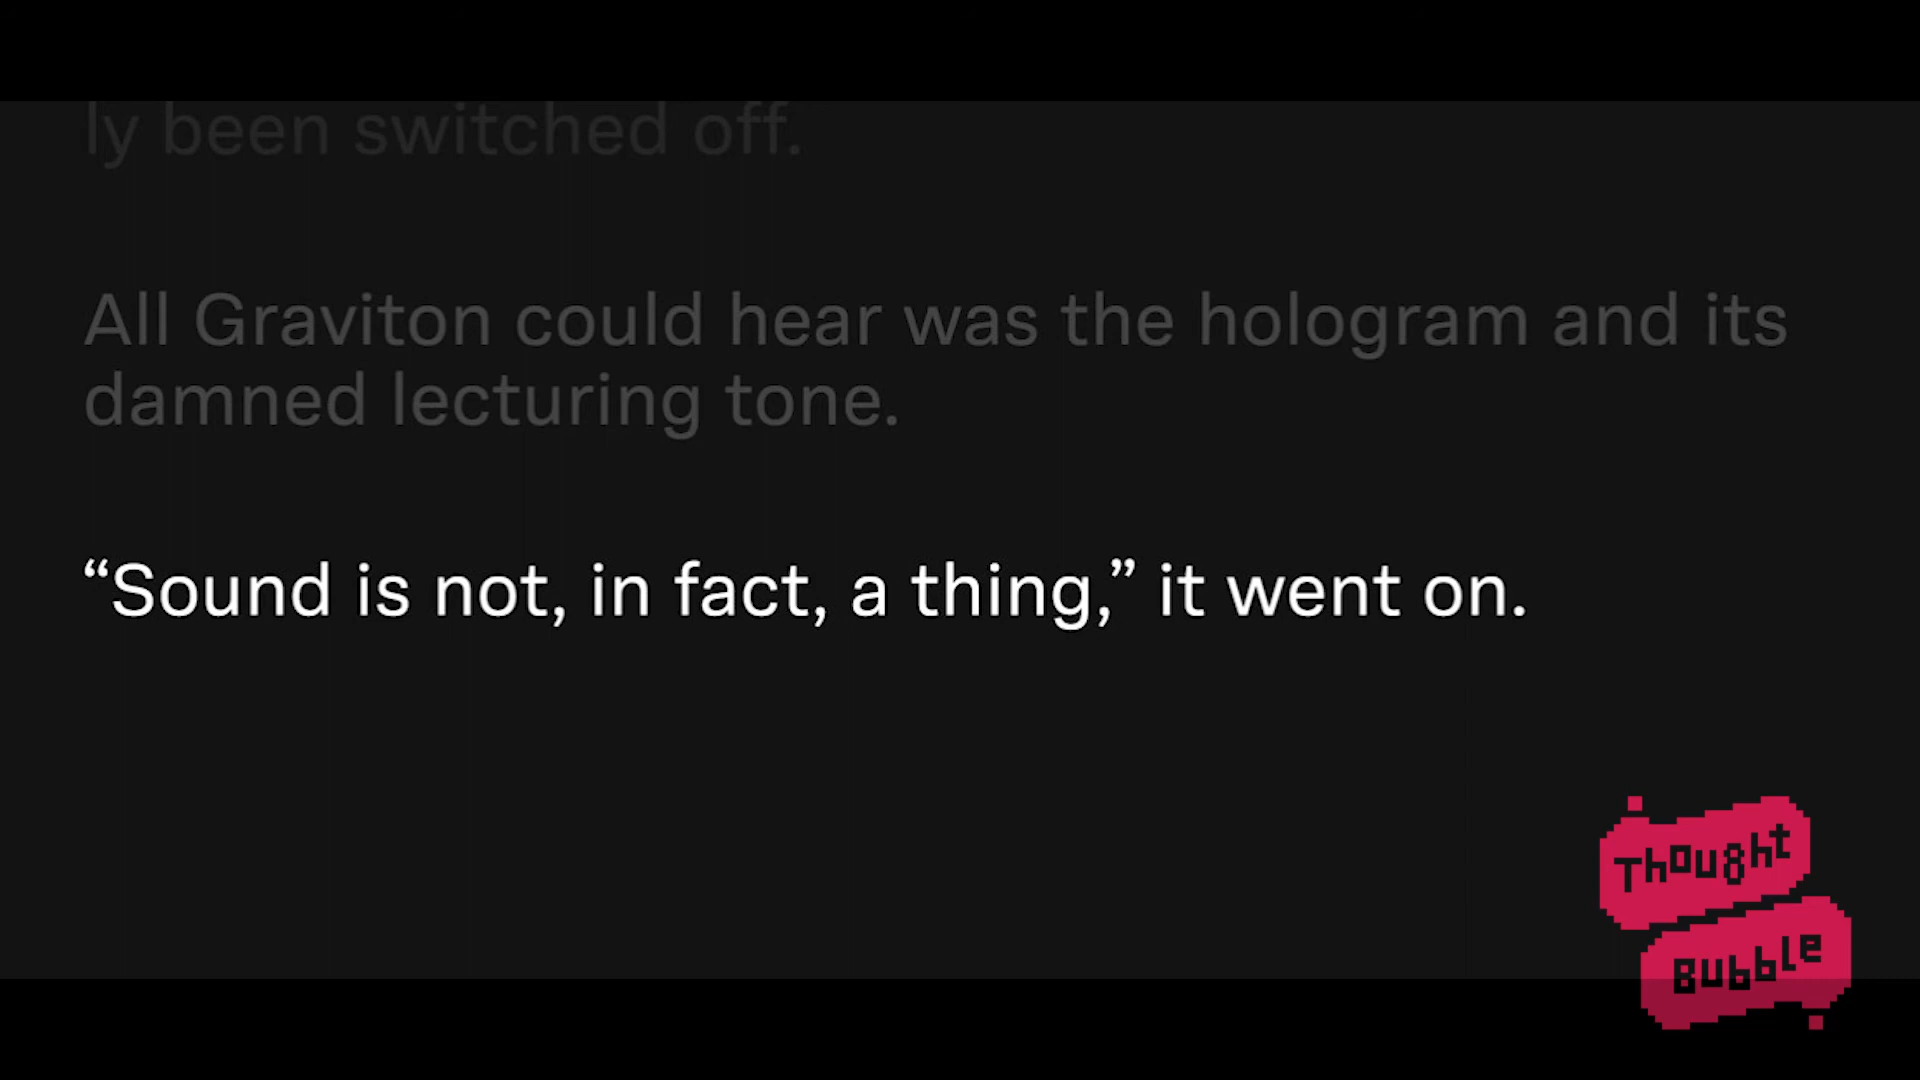 ly been switched off.
All Graviton could hear was the hologram and its
damned lecturing tone.
“Sound is not, in fact, a thing,” it went on.
Thought
Bubble